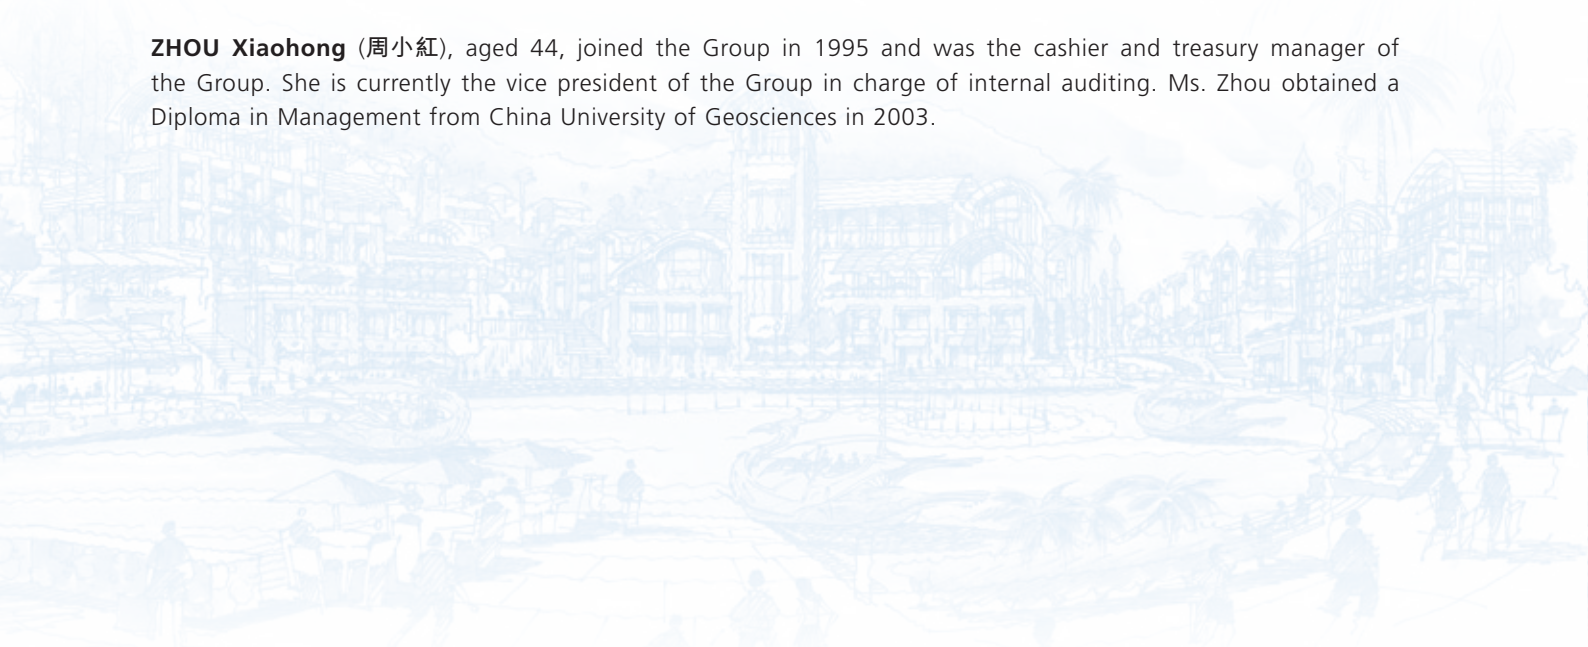 ZHOU Xiaohong (周小紅), aged 44, joined the Group in 1995 and was the cashier and treasury manager of
the Group. She is currently the vice president of the Group in charge of internal auditing. Ms. Zhou obtained a
Diploma in Management from China University of Geosciences in 2003.